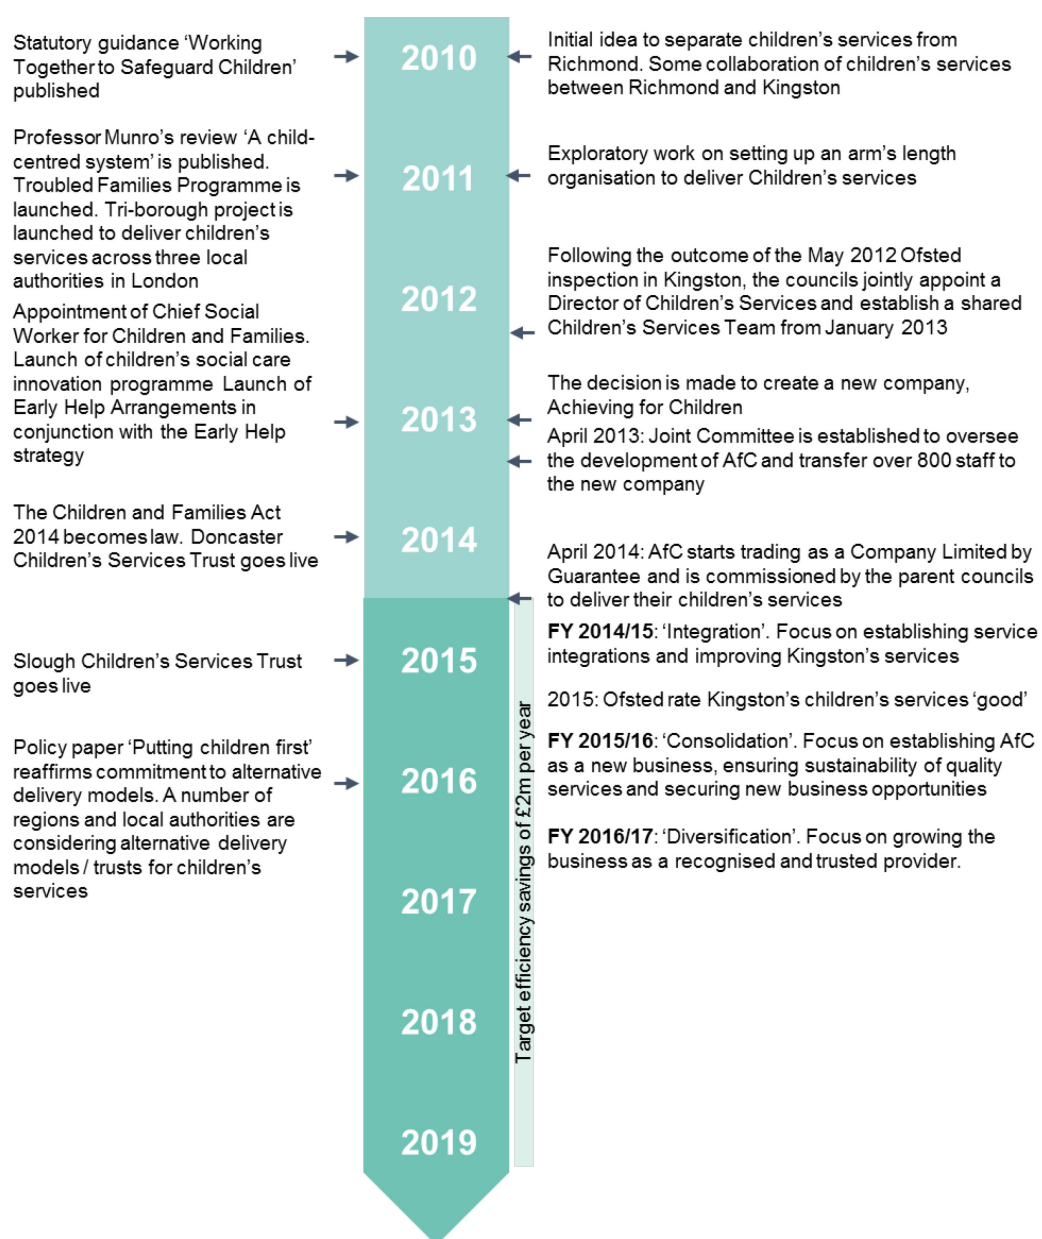 Statutory guidance ‘Working
Together to Safeguard Children’
published
2010
Initial idea to separate children’s services from
Richmond. Some collaboration of children’s services
between Richmond and Kingston
Professor Munro’s review ‘A child-
centred system’ is published.
Troubled Families Programme is
launched. Tri-borough project is
launched to deliver children’s
services across three local
authorities in London
2011
Exploratory work on setting up an arm’s length
organisation to deliver Children’s services
2012
Following the outcome of the May 2012 Ofsted
inspection in Kingston, the councils jointly appoint a
Director of Children’s Services and establish a shared
Children’s Services Team from January 2013
Appointment of Chief Social
Worker for Children and Families.
Launch of children’s social care
innovation programme Launch of
Early Help Arrangements in
conjunction with the Early Help
strategy
2013
The decision is made to create a new company,
Achieving for Children
April 2013: Joint Committee is established to oversee
the development of AfC and transfer over 800 staff to
the new company
The Children and Families Act
2014 becomes law. Doncaster
Children’s Services Trust goes live
2014
April 2014: AfC starts trading as a Company Limited by
Guarantee and is commissioned by the parent councils
to deliver their children’s services
FY 2014/15: ‘Integration’. Focus on establishing service
integrations and improving Kingston’s services
Slough Children’s Services Trust
goes live
2015
2015: Ofsted rate Kingston’s children’s services ‘good’
FY 2015/16: ‘Consolidation’. Focus on establishing AfC
as a new business, ensuring sustainability of quality
services and securing new business opportunities
Policy paper ‘Putting children first’
reaffirms commitment to alternative
delivery models. A number of
regions and local authorities are
considering alternative delivery
models / trusts for children’s
services
2016
FY 2016/17: ‘Diversification’. Focus on growing the
business as a recognised and trusted provider.
2017
2018
2019
Target efficiency savings of £2m per year